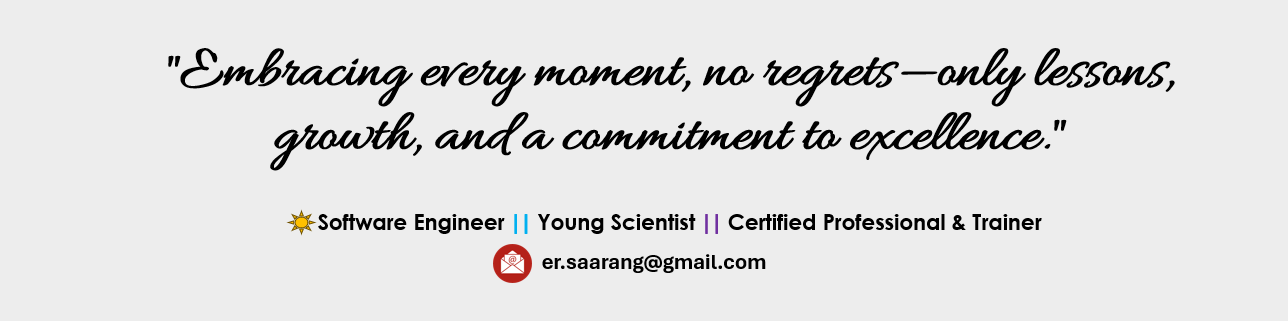 "Embracing every moment, no regrets—only lessons,
growth, and a commitment to excellence."
Software Engineer || Young Scientist || Certified Professional & Trainer
@ er.saarang@gmail.com